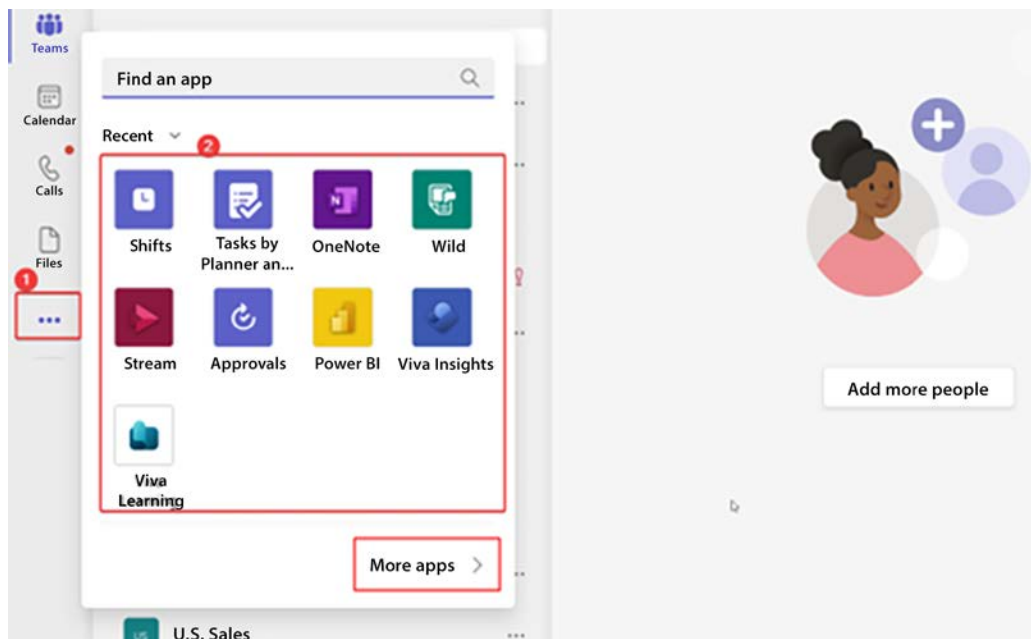 Teams
Calendar
Calls
Files
1
Find an app
Recent
2
Shifts
Tasks by
Planner an...
OneNote
Wild
Stream
Approvals
Power BI
Viva Insights
Viva
Learning
More apps
US
U.S. Sales
Add more people